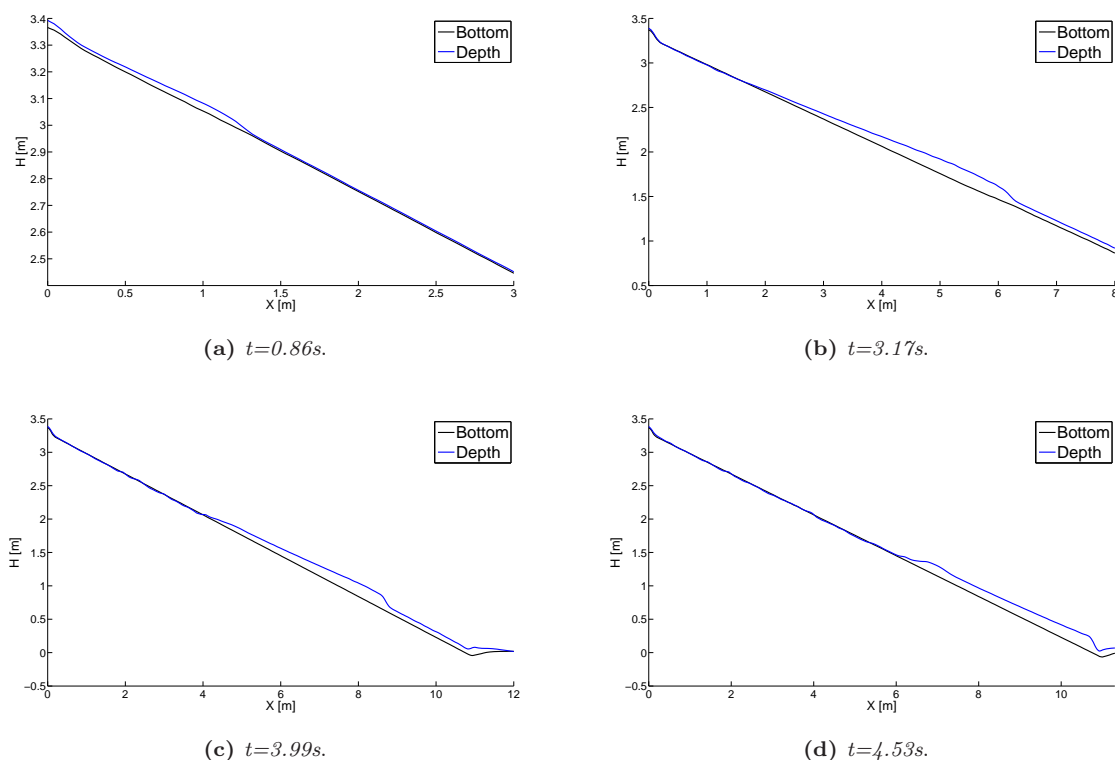 3.4
3.3
3.2
3.1
3
2.9
2.8
2.7
2.6
2.5
H [m]
0 0.5 1 1.5 2 2.5 3
X [m]
Bottom
Depth
(a) t=0.86s.
3.5
3
2.5
2
1.5
1
0.5
H [m]
0 1 2 3 4 5 6 7 8
X [m]
Bottom
Depth
(b) t=3.17s.
3.5
3
2.5
2
1.5
1
0.5
0
−0.5
H [m]
0 2 4 6 8 10 12
X [m]
Bottom
Depth
(c) t=3.99s.
3.5
3
2.5
2
1.5
1
0.5
0
−0.5
H [m]
0 2 4 6 8 10
X [m]
Bottom
Depth
(d) t=4.53s.